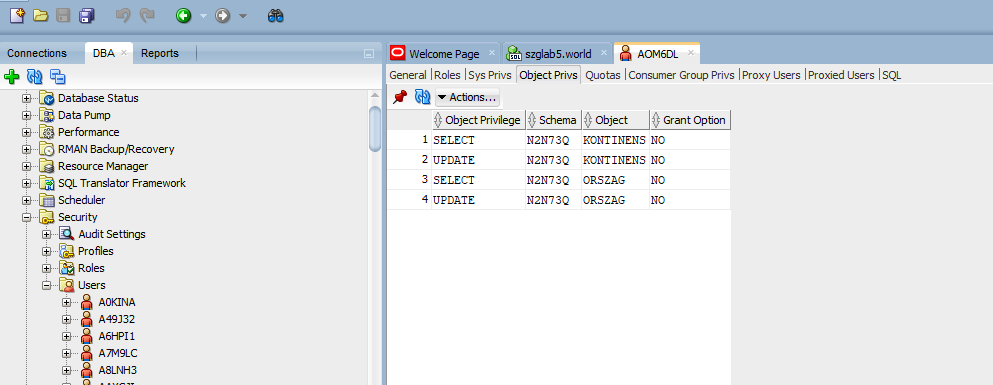 Connections DBA Reports
Welcome Page szglab5.world AOM6DL
General Roles Sys Privs Object Privs Quotas Consumer Group Privs Proxy Users Proxied Users SQL
Actions...
Object Privilege Schema Object Grant Option
1 SELECT N2N73Q KONTINENS NO
2 UPDATE N2N73Q KONTINENS NO
3 SELECT N2N73Q ORSZAG NO
4 UPDATE N2N73Q ORSZAG NO
Database Status
Data Pump
Performance
RMAN Backup/Recovery
Resource Manager
SQL Translator Framework
Scheduler
Security
Audit Settings
Profiles
Roles
Users
A0KINA
A49J32
A6HPI1
A7M9LC
A8LNH3